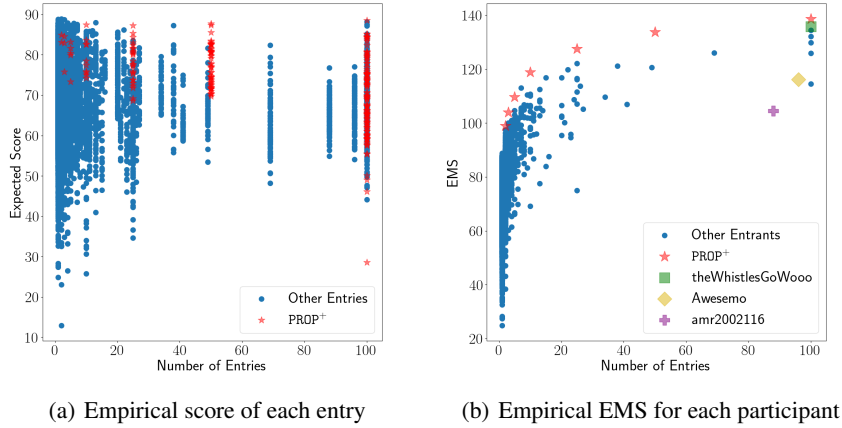 90
80
70
60
50
40
30
20
10
Expected Score
0
20
40
60
80
100
Number of Entries
Other Entries
PROP+
(a) Empirical score of each entry
140
120
100
80
60
40
20
EMS
0
20
40
60
80
100
Number of Entries
Other Entrants
PROP+
theWhistlesGoWooo
Awesemo
amr2002116
(b) Empirical EMS for each participant